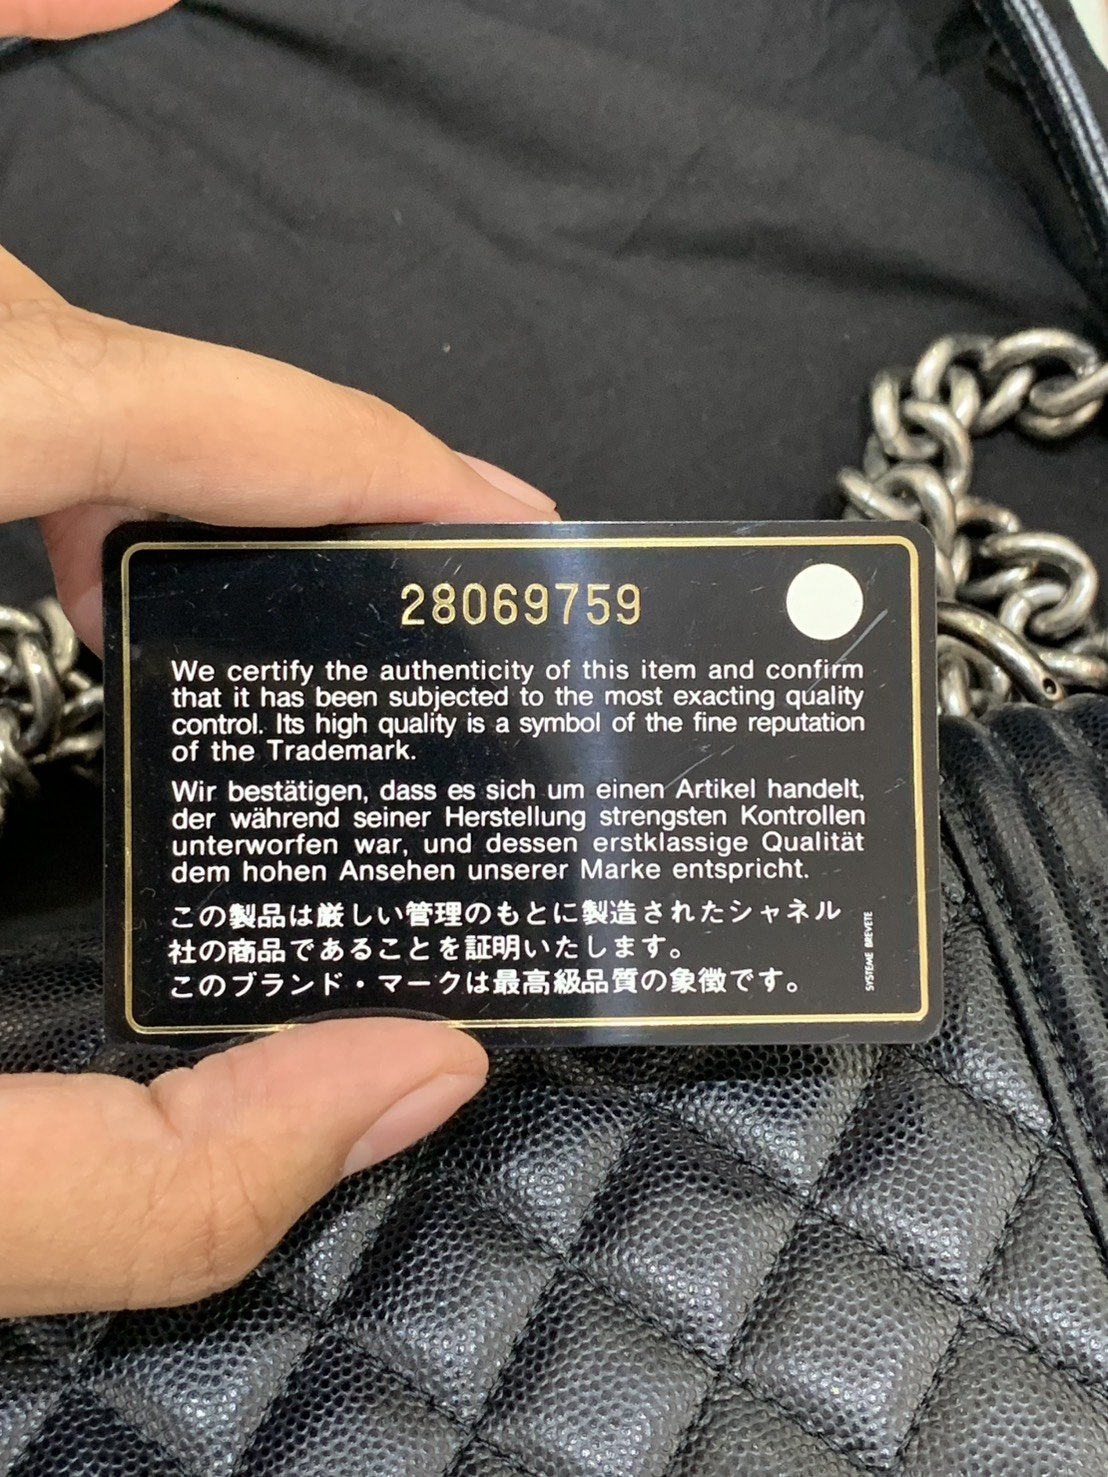 28069759
We certify the authenticity of this item and confirm
that it has been subjected to the most exacting quality
control. Its high quality is a symbol of the fine reputation
of the Trademark.
Wir bestätigen, dass es sich um einen Artikel handelt,
der während seiner Herstellung strengsten Kontrollen
unterworfen war, und dessen erstklassige Qualität
dem hohen Ansehen unserer Marke entspricht.
この製品は厳しい管理のもとに製造されたシャネル
社の商品であることを証明いたします。
このブランド・マークは最高級品質の象徴です。
SYSTEME BREVETE